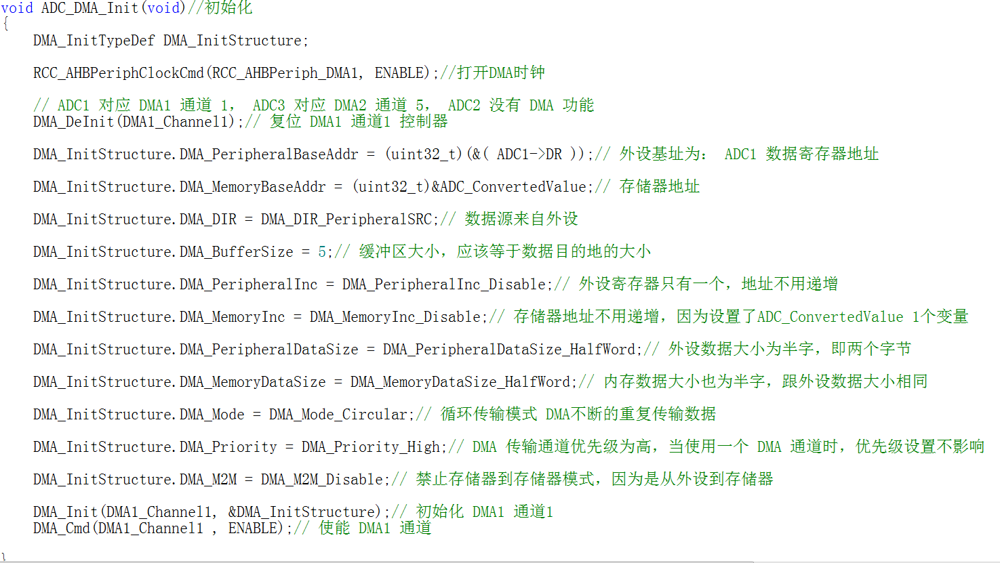 void ADC_DMA_Init(void)//初始化
{
DMA_InitTypeDef DMA_InitStructure;
RCC_AHBPeriphClockCmd(RCC_AHBPeriph_DMA1, ENABLE);//打开DMA时钟
// ADC1 对应 DMA1 通道 1， ADC3 对应 DMA2 通道 5， ADC2 没有 DMA 功能
DMA_DeInit(DMA1_Channel1);// 复位 DMA1 通道1 控制器
DMA_InitStructure.DMA_PeripheralBaseAddr = (uint32_t)(&( ADC1->DR ));// 外设基址为： ADC1 数据寄存器地址
DMA_InitStructure.DMA_MemoryBaseAddr = (uint32_t)&ADC_ConvertedValue;// 存储器地址
DMA_InitStructure.DMA_DIR = DMA_DIR_PeripheralSRC;// 数据源来自外设
DMA_InitStructure.DMA_BufferSize = 5;// 缓冲区大小，应该等于数据目的地的大小
DMA_InitStructure.DMA_PeripheralInc = DMA_PeripheralInc_Disable;// 外设寄存器只有一个，地址不用递增
DMA_InitStructure.DMA_MemoryInc = DMA_MemoryInc_Disable;// 存储器地址不用递增，因为设置了ADC_ConvertedValue 1个变量
DMA_InitStructure.DMA_PeripheralDataSize = DMA_PeripheralDataSize_HalfWord;// 外设数据大小为半字，即两个字节
DMA_InitStructure.DMA_MemoryDataSize = DMA_MemoryDataSize_HalfWord;// 内存数据大小也为半字，跟外设数据大小相同
DMA_InitStructure.DMA_Mode = DMA_Mode_Circular;// 循环传输模式 DMA不断的重复传输数据
DMA_InitStructure.DMA_Priority = DMA_Priority_High;// DMA 传输通道优先级为高，当使用一个 DMA 通道时，优先级设置不影响
DMA_InitStructure.DMA_M2M = DMA_M2M_Disable;// 禁止存储器到存储器模式，因为是从外设到存储器
DMA_Init(DMA1_Channel1, &DMA_InitStructure);// 初始化 DMA1 通道1
DMA_Cmd(DMA1_Channel1 , ENABLE);// 使能 DMA1 通道
}